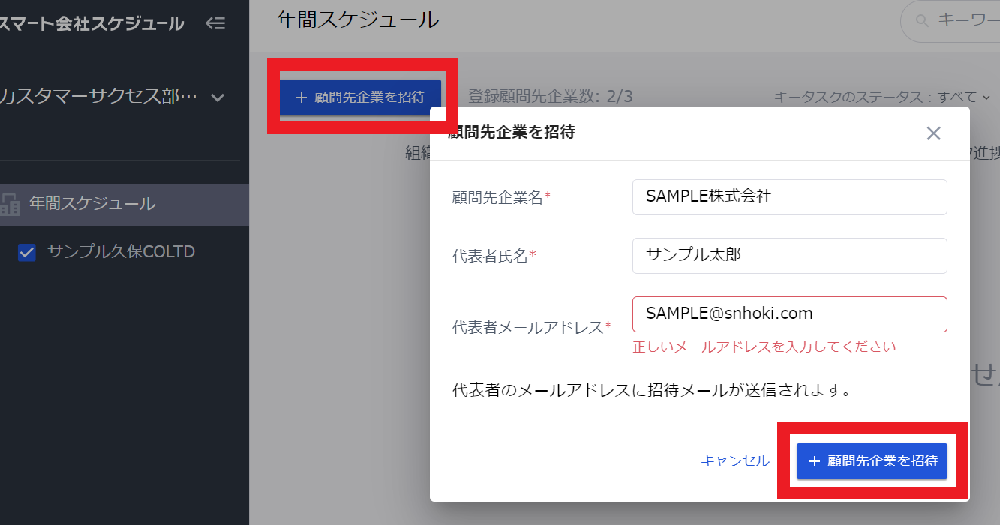 スマート会社スケジュール
年間スケジュール
キーワー
カスタマーサクセス部…
+ 顧問先企業を招待
登録顧問先企業数: 2/3
キータスクのステータス : すべて
顧問先企業を招待
組織
進捗
顧問先企業名*
SAMPLE株式会社
年間スケジュール
サンプル久保COLTD
代表者氏名*
サンプル太郎
代表者メールアドレス*
SAMPLE@snhoki.com
正しいメールアドレスを入力してください
せ
代表者のメールアドレスに招待メールが送信されます。
キャンセル
+ 顧問先企業を招待